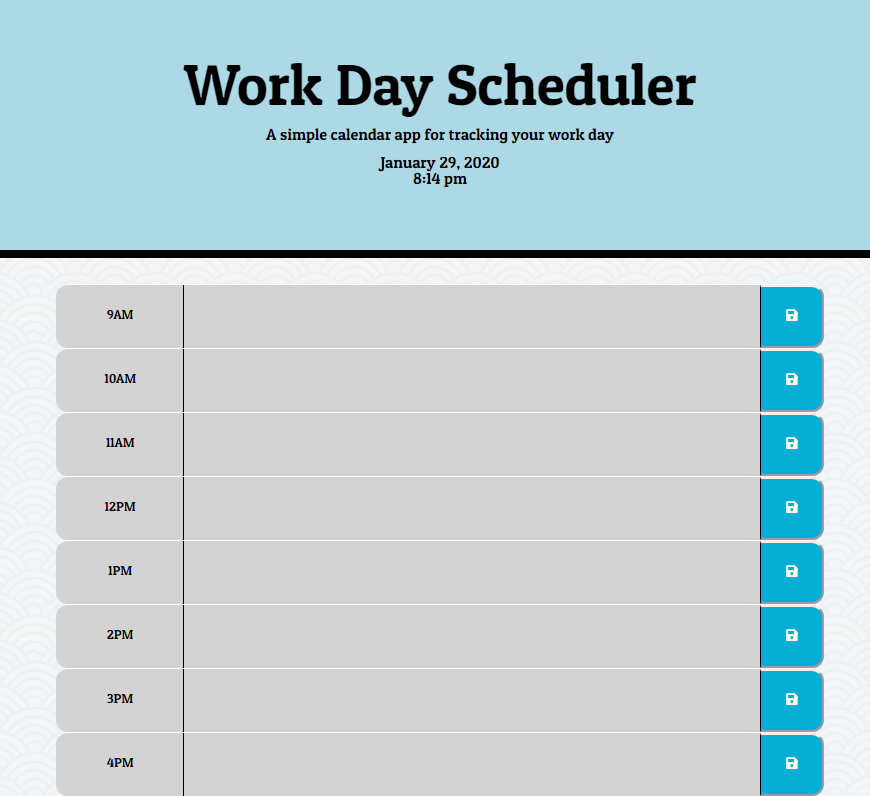 Work Day Scheduler
A simple calendar app for tracking your work day
January 29, 2020
8:14 pm
9AM
10AM
11AM
12PM
1PM
2PM
3PM
4PM